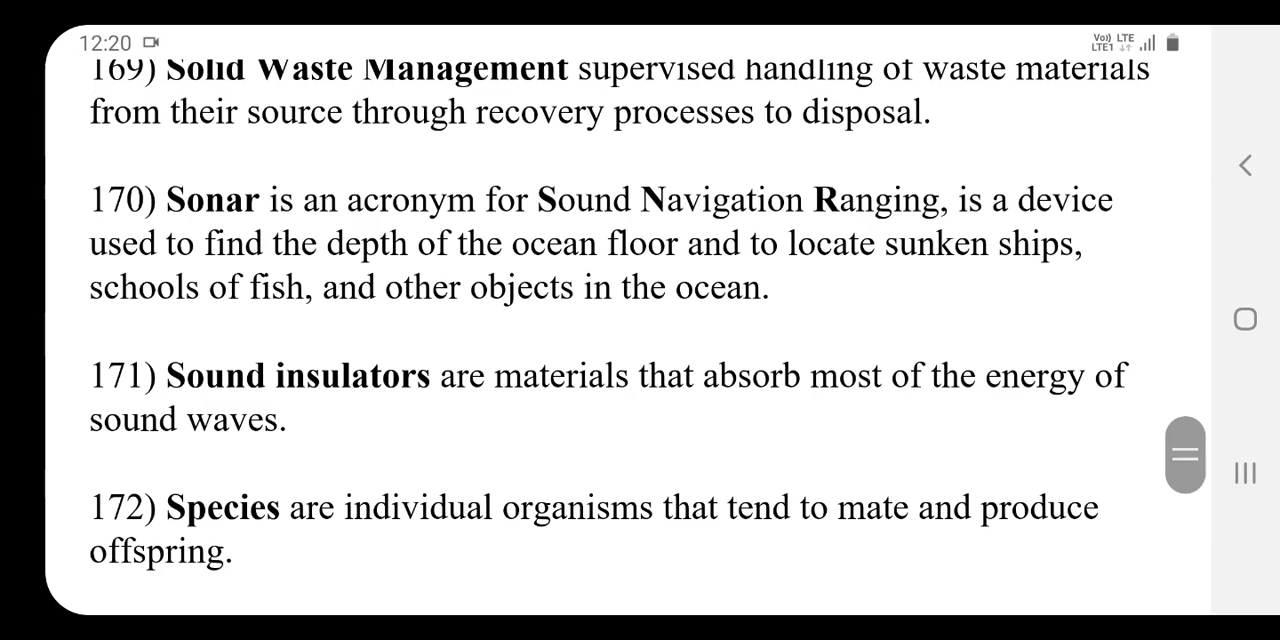 12:20
Vo)) LTE
LTE1
169) Solid Waste Management supervised handling of waste materials
from their source through recovery processes to disposal.
170) Sonar is an acronym for Sound Navigation Ranging, is a device
used to find the depth of the ocean floor and to locate sunken ships,
schools of fish, and other objects in the ocean.
171) Sound insulators are materials that absorb most of the energy of
sound waves.
172) Species are individual organisms that tend to mate and produce
offspring.